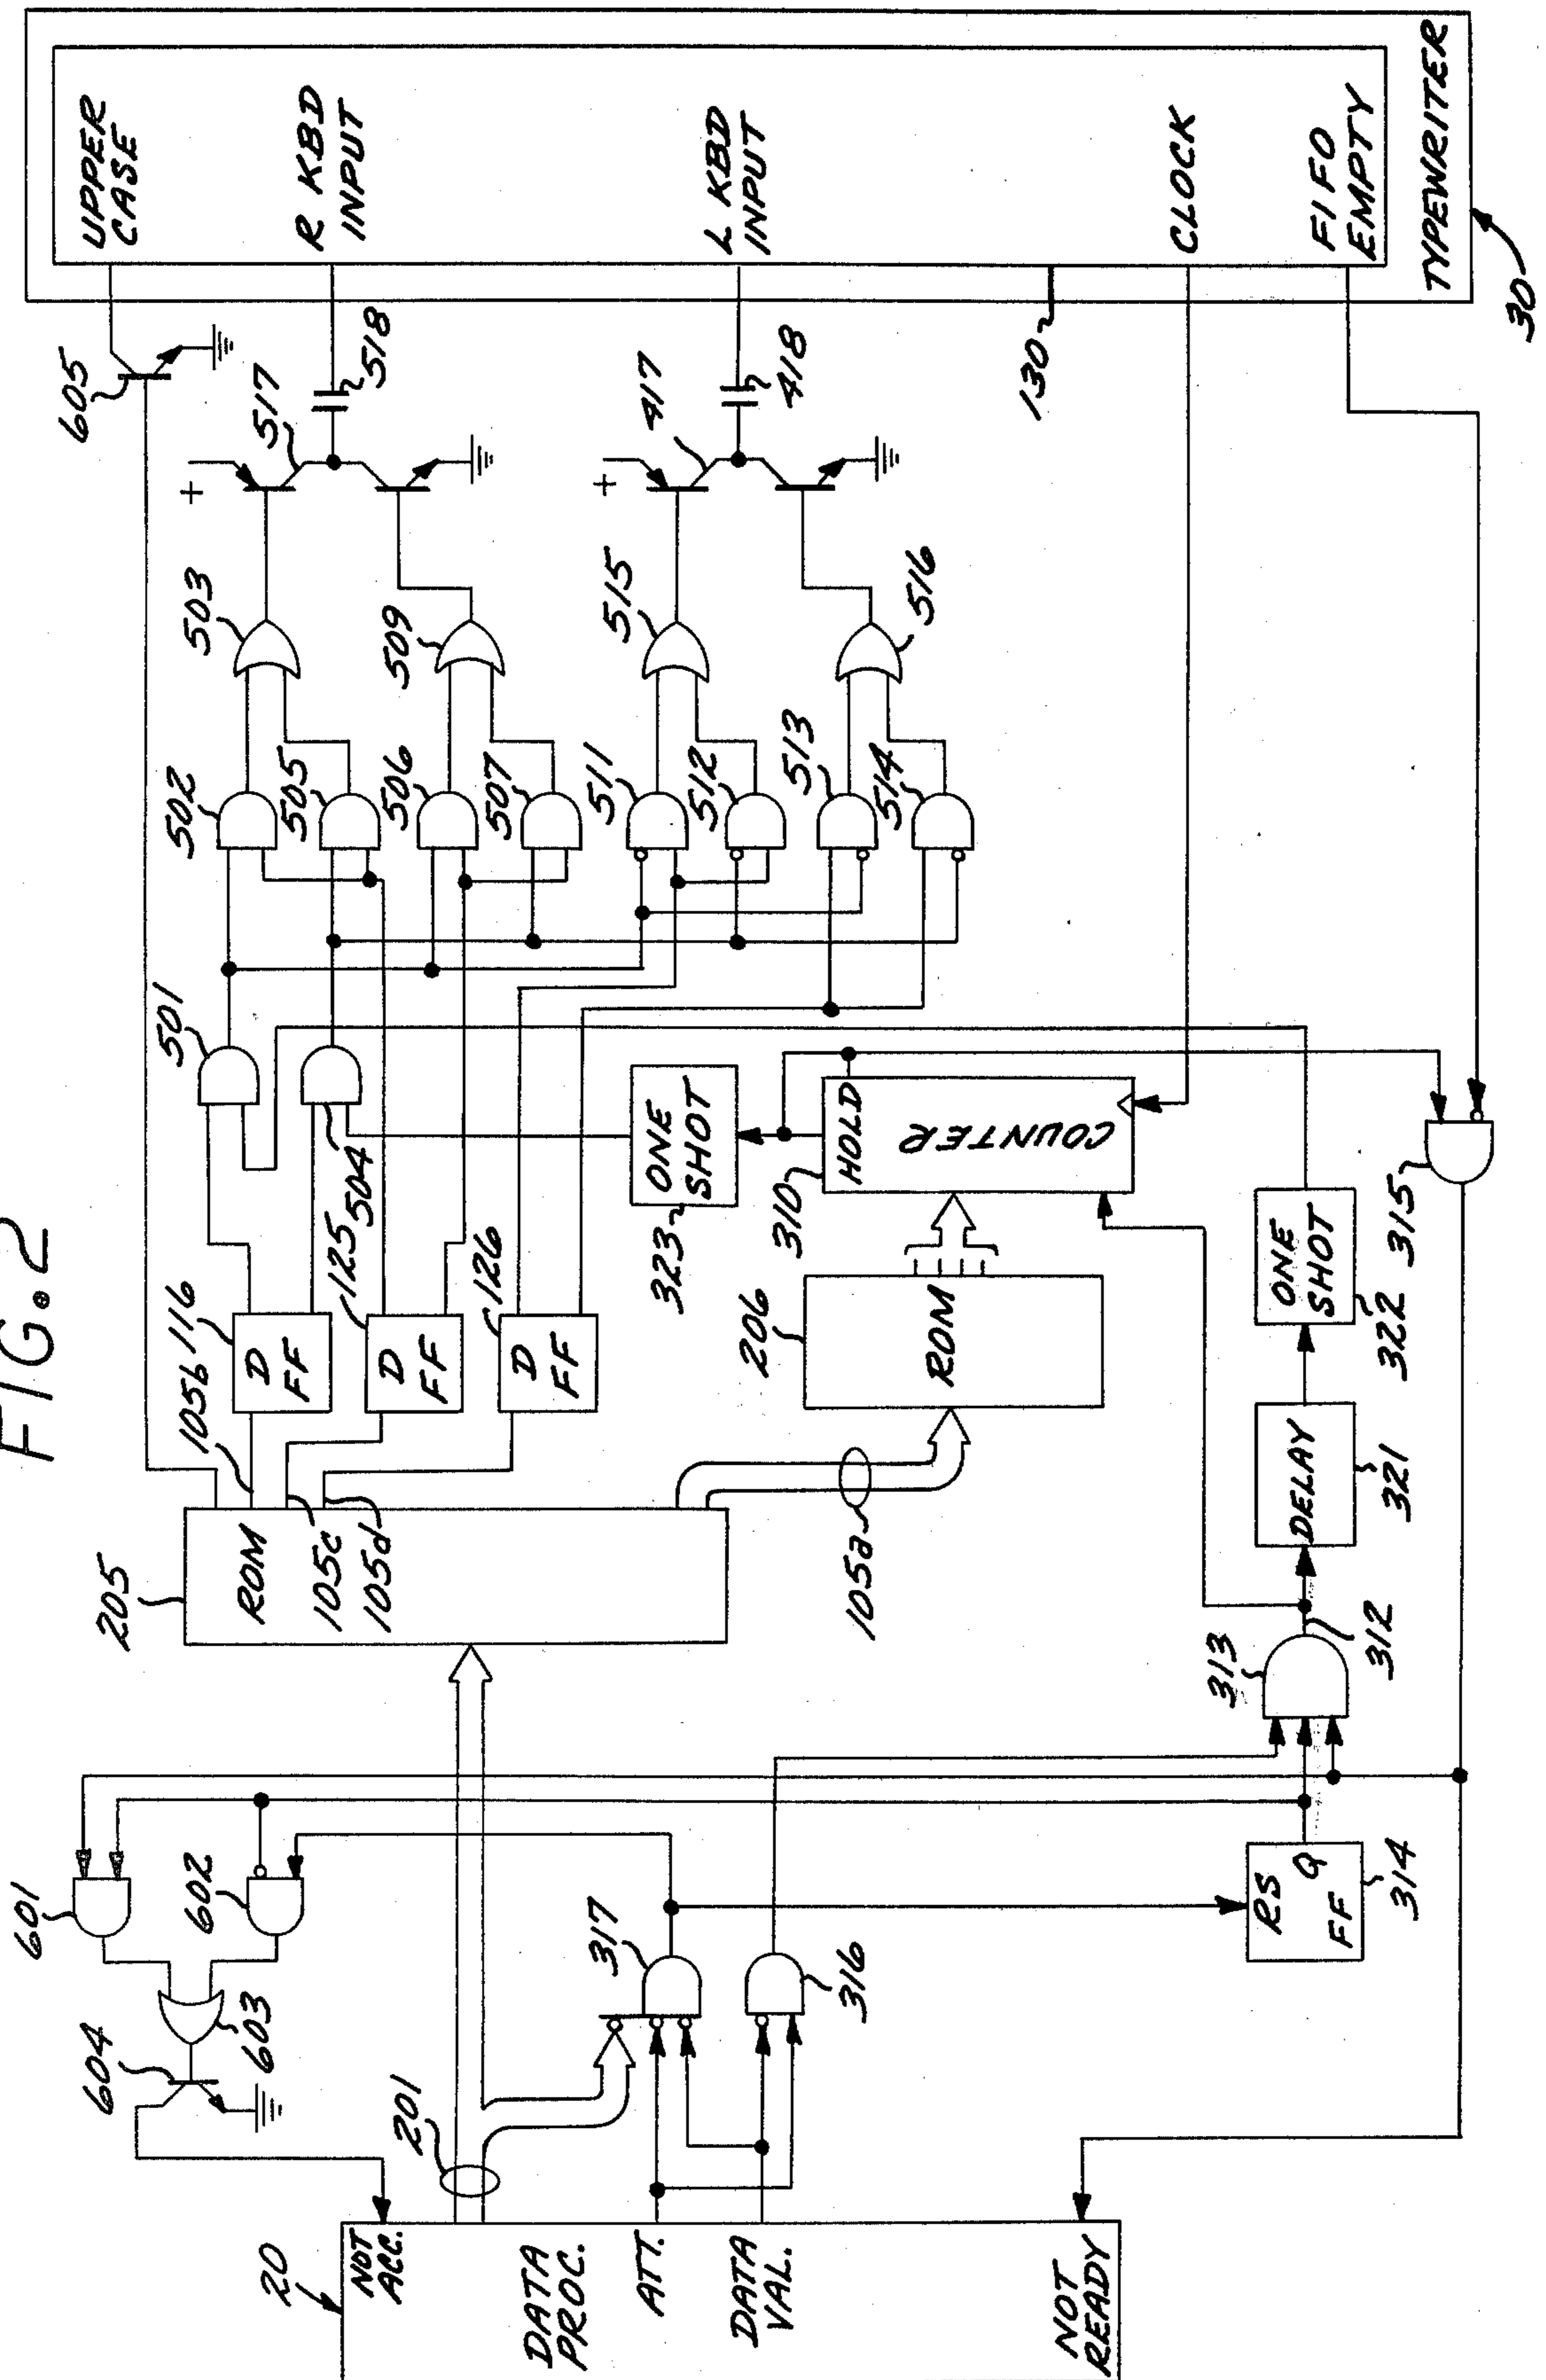 FIG. 2
UPPER
CASE
R KBD
INPUT
L KBD
INPUT
CLOCK
FIFO
EMPTY
TYPEWRITER
30
130
605
517
518
417
418
503
509
515
516
502
505
506
507
511
512
513
514
501
504
ONE
SHOT
323
HOLD
COUNTER
310
315
116
D
FF
125
D
FF
126
D
FF
105b
105c
105d
205
ROM
105a
206
ROM
ONE
SHOT
322
DELAY
321
313
312
601
602
603
604
317
316
RS
Q
FF
314
201
20
NOT
ACC.
DATA
PROC.
ATT.
DATA
VAL.
NOT
READY